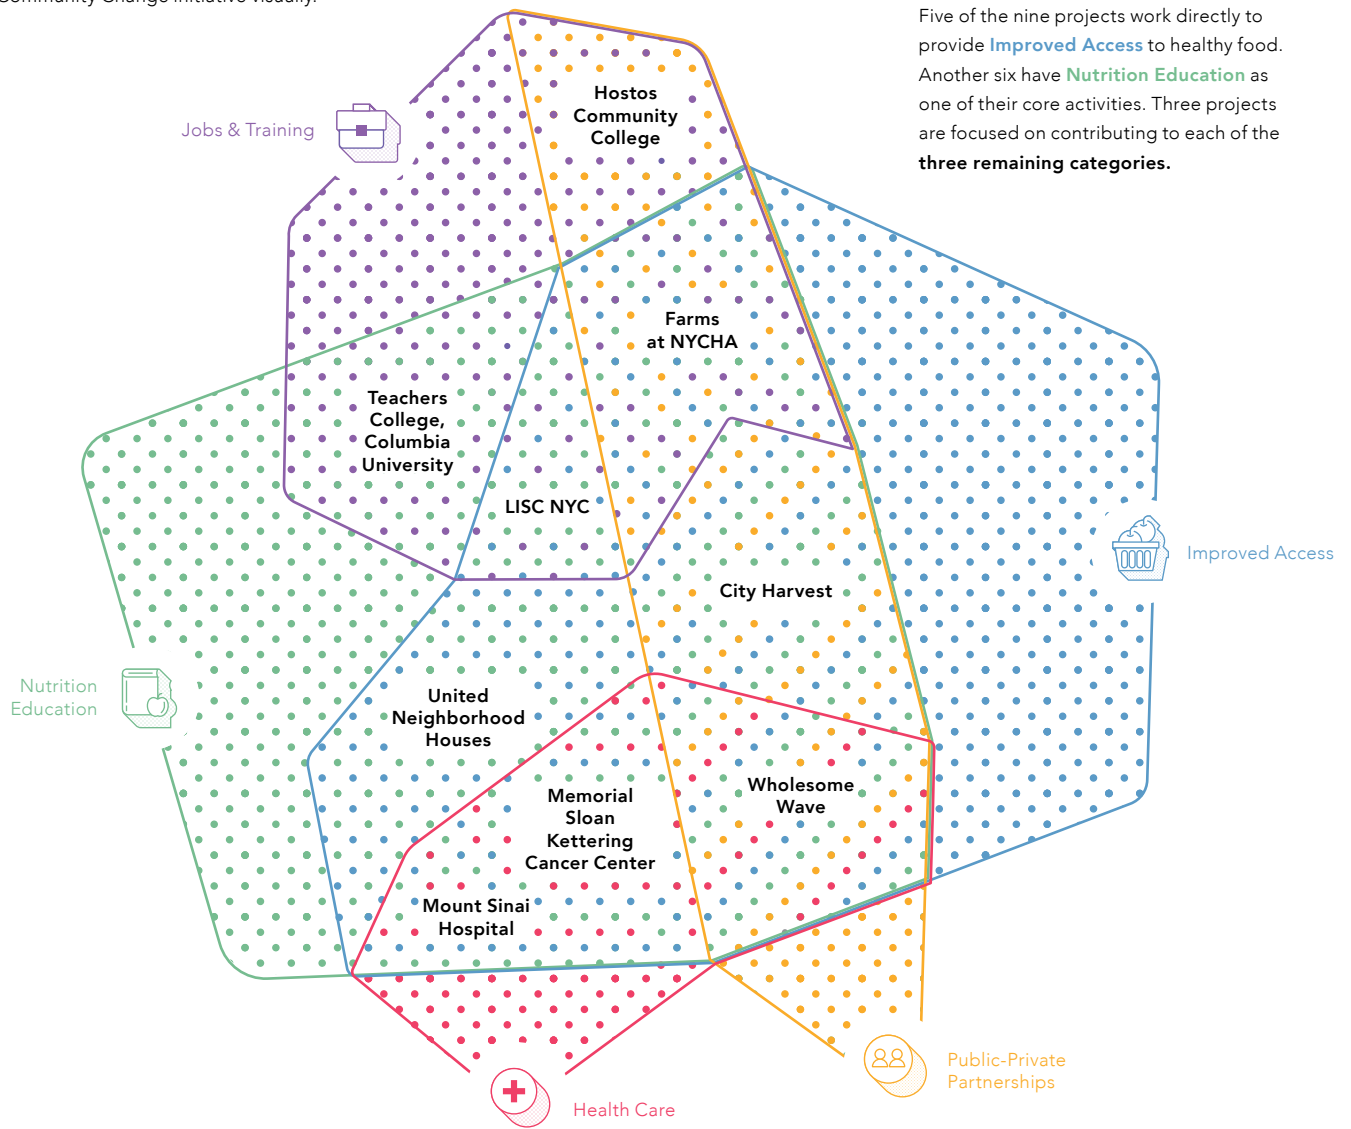 Community Change initiative visually.
Five of the nine projects work directly to
provide Improved Access to healthy food.
Another six have Nutrition Education as
one of their core activities. Three projects
are focused on contributing to each of the
three remaining categories.
Hostos
Community
College
Jobs & Training
Farms
at NYCHA
Teachers
College,
Columbia
University
LISC NYC
Improved Access
City Harvest
Nutrition
Education
United
Neighborhood
Houses
Wholesome
Wave
Memorial
Sloan
Kettering
Cancer Center
Mount Sinai
Hospital
Public-Private
Partnerships
Health Care